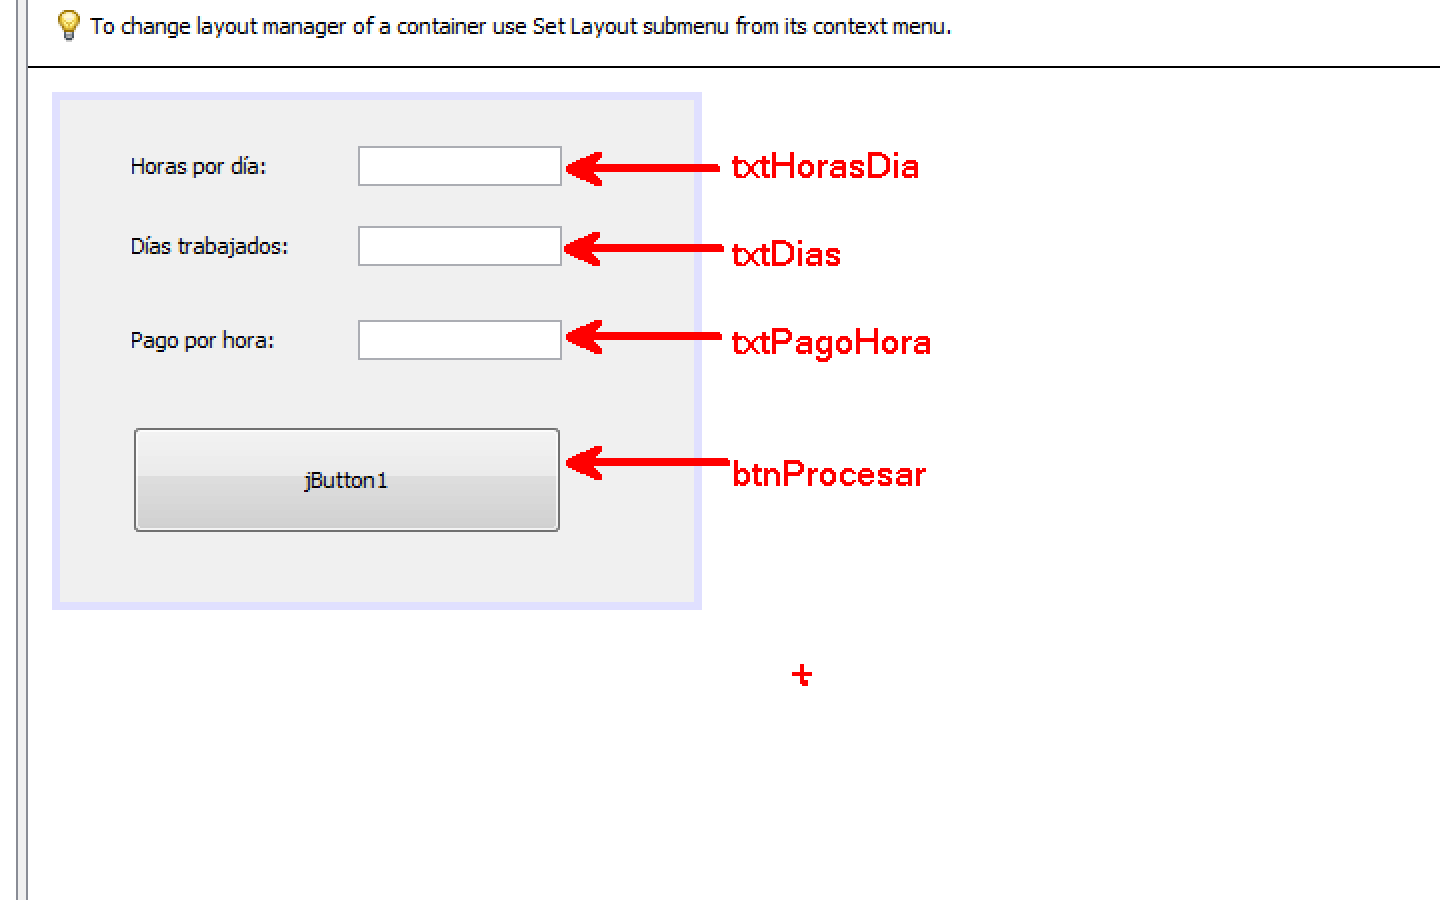 To change layout manager of a container use Set Layout submenu from its context menu.
Horas por día: txtHorasDia
Días trabajados: txtDias
Pago por hora: txtPagoHora
jButton1 btnProcesar